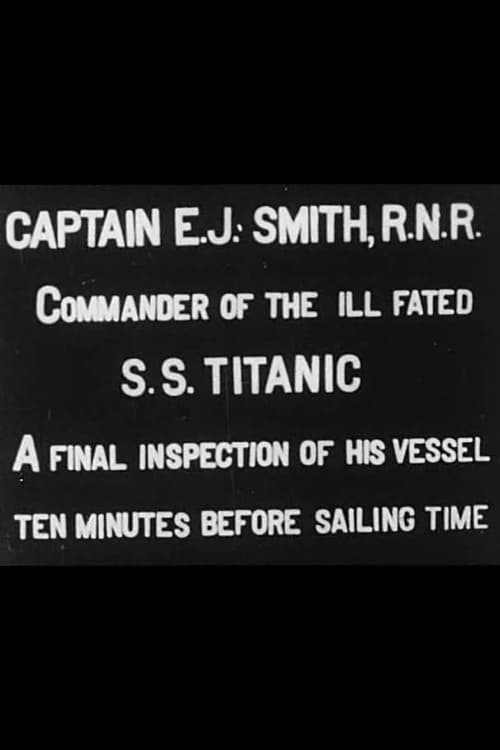 CAPTAIN E.J. SMITH, R.N.R.
COMMANDER OF THE ILL FATED
S.S. TITANIC
A FINAL INSPECTION OF HIS VESSEL
TEN MINUTES BEFORE SAILING TIME